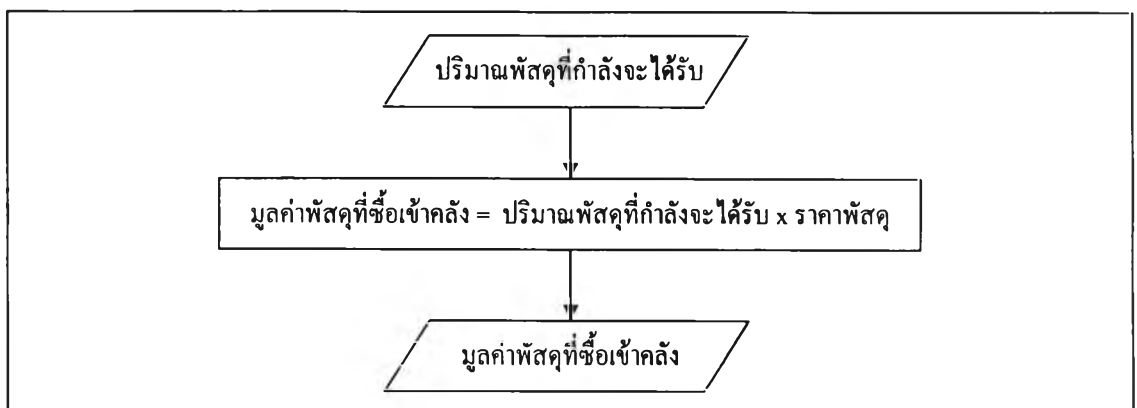 ปริมาณพัสดุที่กำลังจะได้รับ
มูลค่าพัสดุที่ซื้อเข้าคลัง = ปริมาณพัสดุที่กำลังจะได้รับ x ราคาพัสดุ
มูลค่าพัสดุที่ซื้อเข้าคลัง